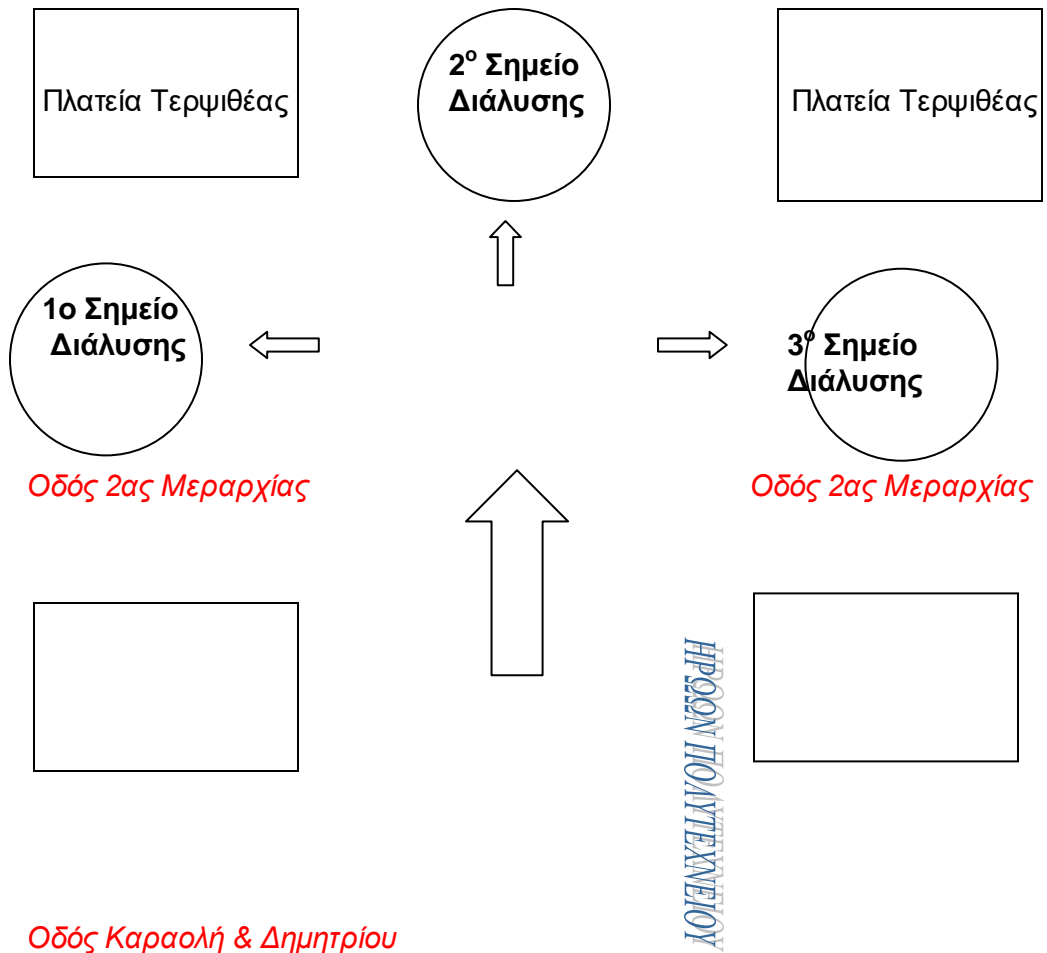 Πλατεία Τερψιθέας
2ο Σημείο
Διάλυσης
Πλατεία Τερψιθέας
1ο Σημείο
Διάλυσης
3ο Σημείο
Διάλυσης
Οδός 2ας Μεραρχίας
Οδός 2ας Μεραρχίας
ΗΡΩΩΝ ΠΟΛΥΤΕΧΝΕΙΟΥ
Οδός Καραολή & Δημητρίου